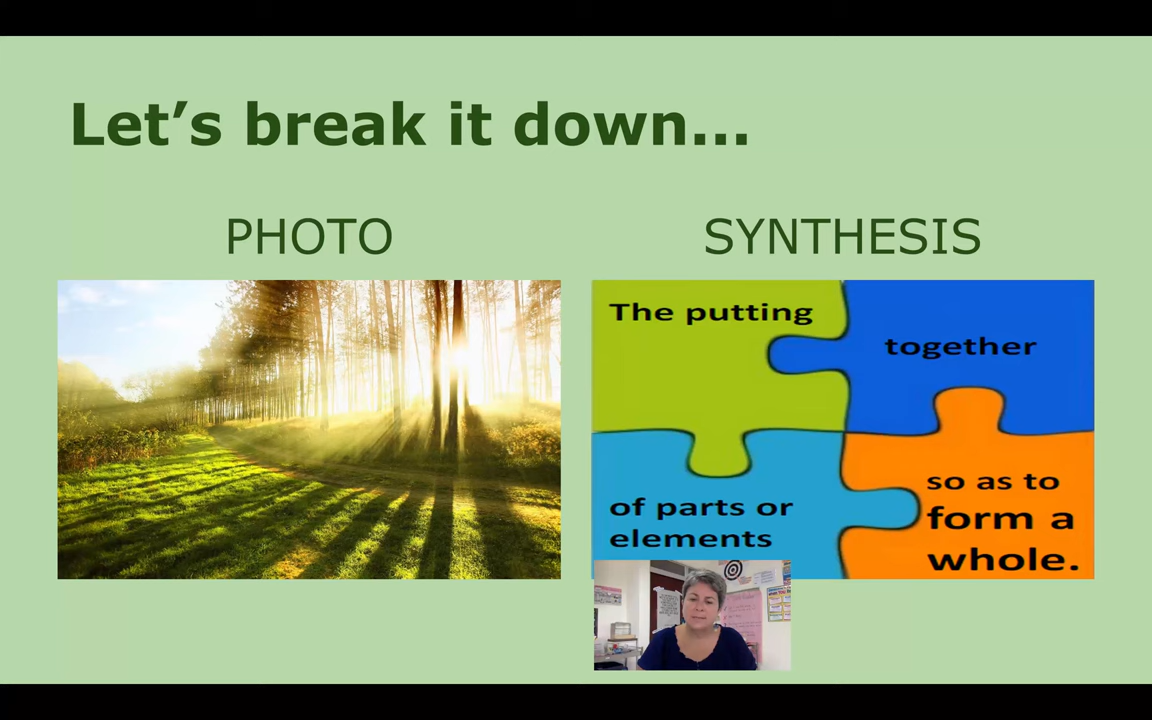 Let’s break it down...
PHOTO
SYNTHESIS
The putting
together
of parts or
elements
so as to
form a
whole.